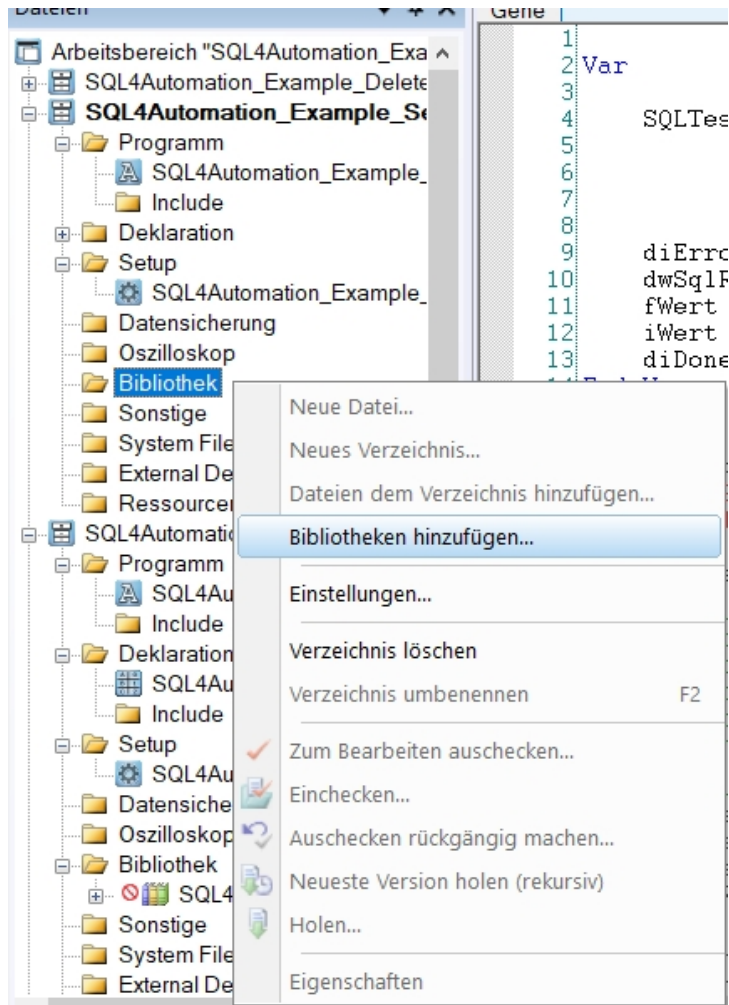 Dateien
Gene
Arbeitsbereich "SQL4Automation_Exa
SQL4Automation_Example_Delete
SQL4Automation_Example_Se
Programm
SQL4Automation_Example_
Include
Deklaration
Setup
SQL4Automation_Example_
Datensicherung
Oszilloskop
Bibliothek
Sonstige
System File
External De
Ressourcen
SQL4Automatio
Programm
SQL4Au
Include
Deklaration
SQL4Au
Include
Setup
SQL4Au
Datensiche
Oszilloskop
Bibliothek
SQL4
Sonstige
System File
External De
1
2 Var
3
4 SQLTes
5
6
7
8
9 diErro
10 dwSqlR
11 fWert
12 iWert
13 diDone
Neue Datei...
Neues Verzeichnis...
Dateien dem Verzeichnis hinzufügen...
Bibliotheken hinzufügen...
Einstellungen...
Verzeichnis löschen
Verzeichnis umbenennen F2
Zum Bearbeiten auschecken...
Einchecken...
Auschecken rückgängig machen...
Neueste Version holen (rekursiv)
Holen...
Eigenschaften